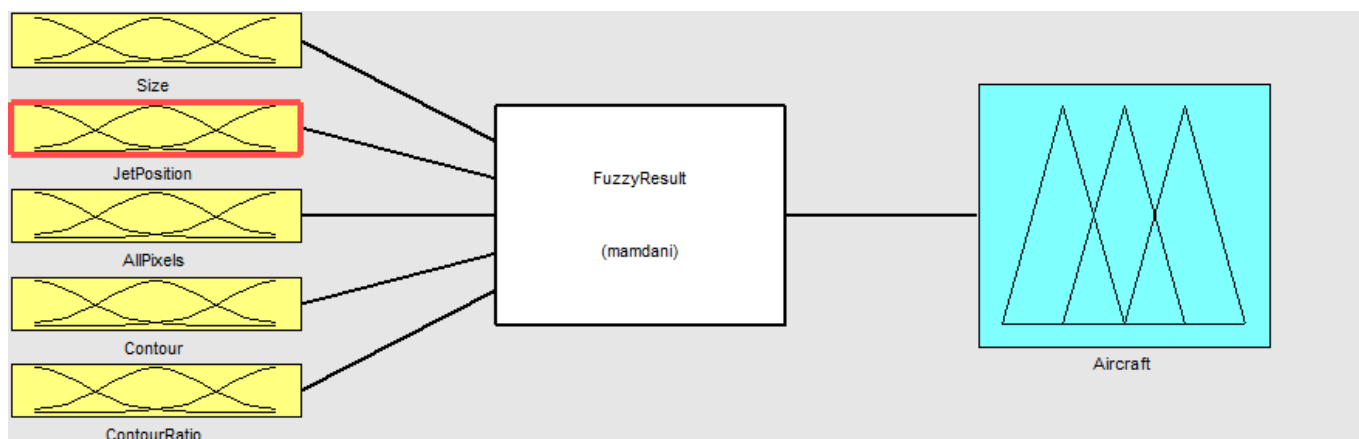 Size
JetPosition
AllPixels
Contour
ContourRatio
FuzzyResult
(mamdani)
Aircraft